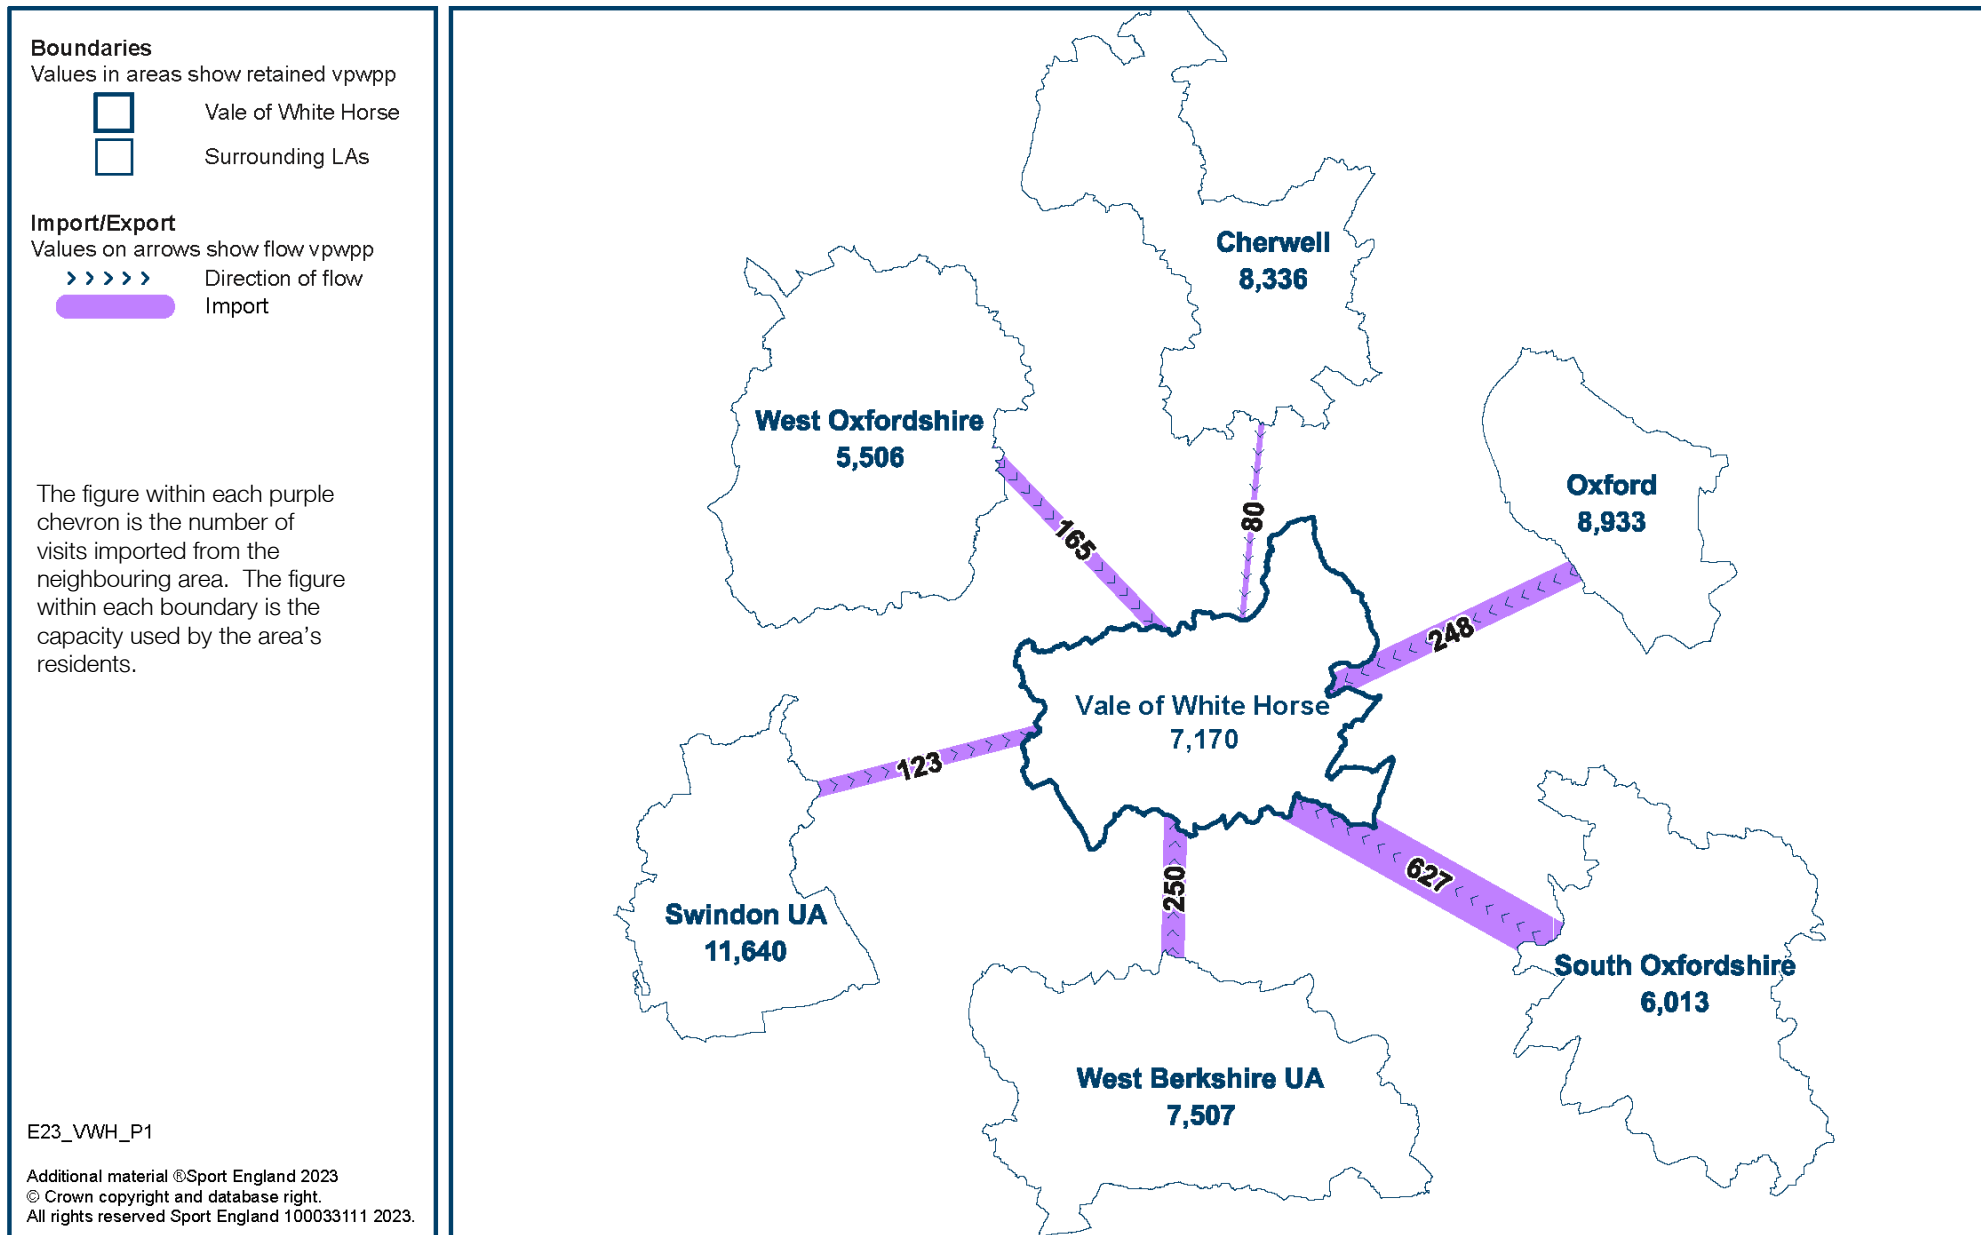 Boundaries
Values in areas show retained vpwpp
Vale of White Horse
Surrounding LAs
Import/Export
Values on arrows show flow vpwpp
Direction of flow
Import
The figure within each purple
chevron is the number of
visits imported from the
neighbouring area. The figure
within each boundary is the
capacity used by the area's
residents.
E23_VWH_P1
Additional material ®Sport England 2023
© Crown copyright and database right.
All rights reserved Sport England 100033111 2023.
Cherwell
8,336
West Oxfordshire
5,506
Oxford
8,933
80
165
248
Vale of White Horse
7,170
123
250
627
Swindon UA
11,640
South Oxfordshire
6,013
West Berkshire UA
7,507